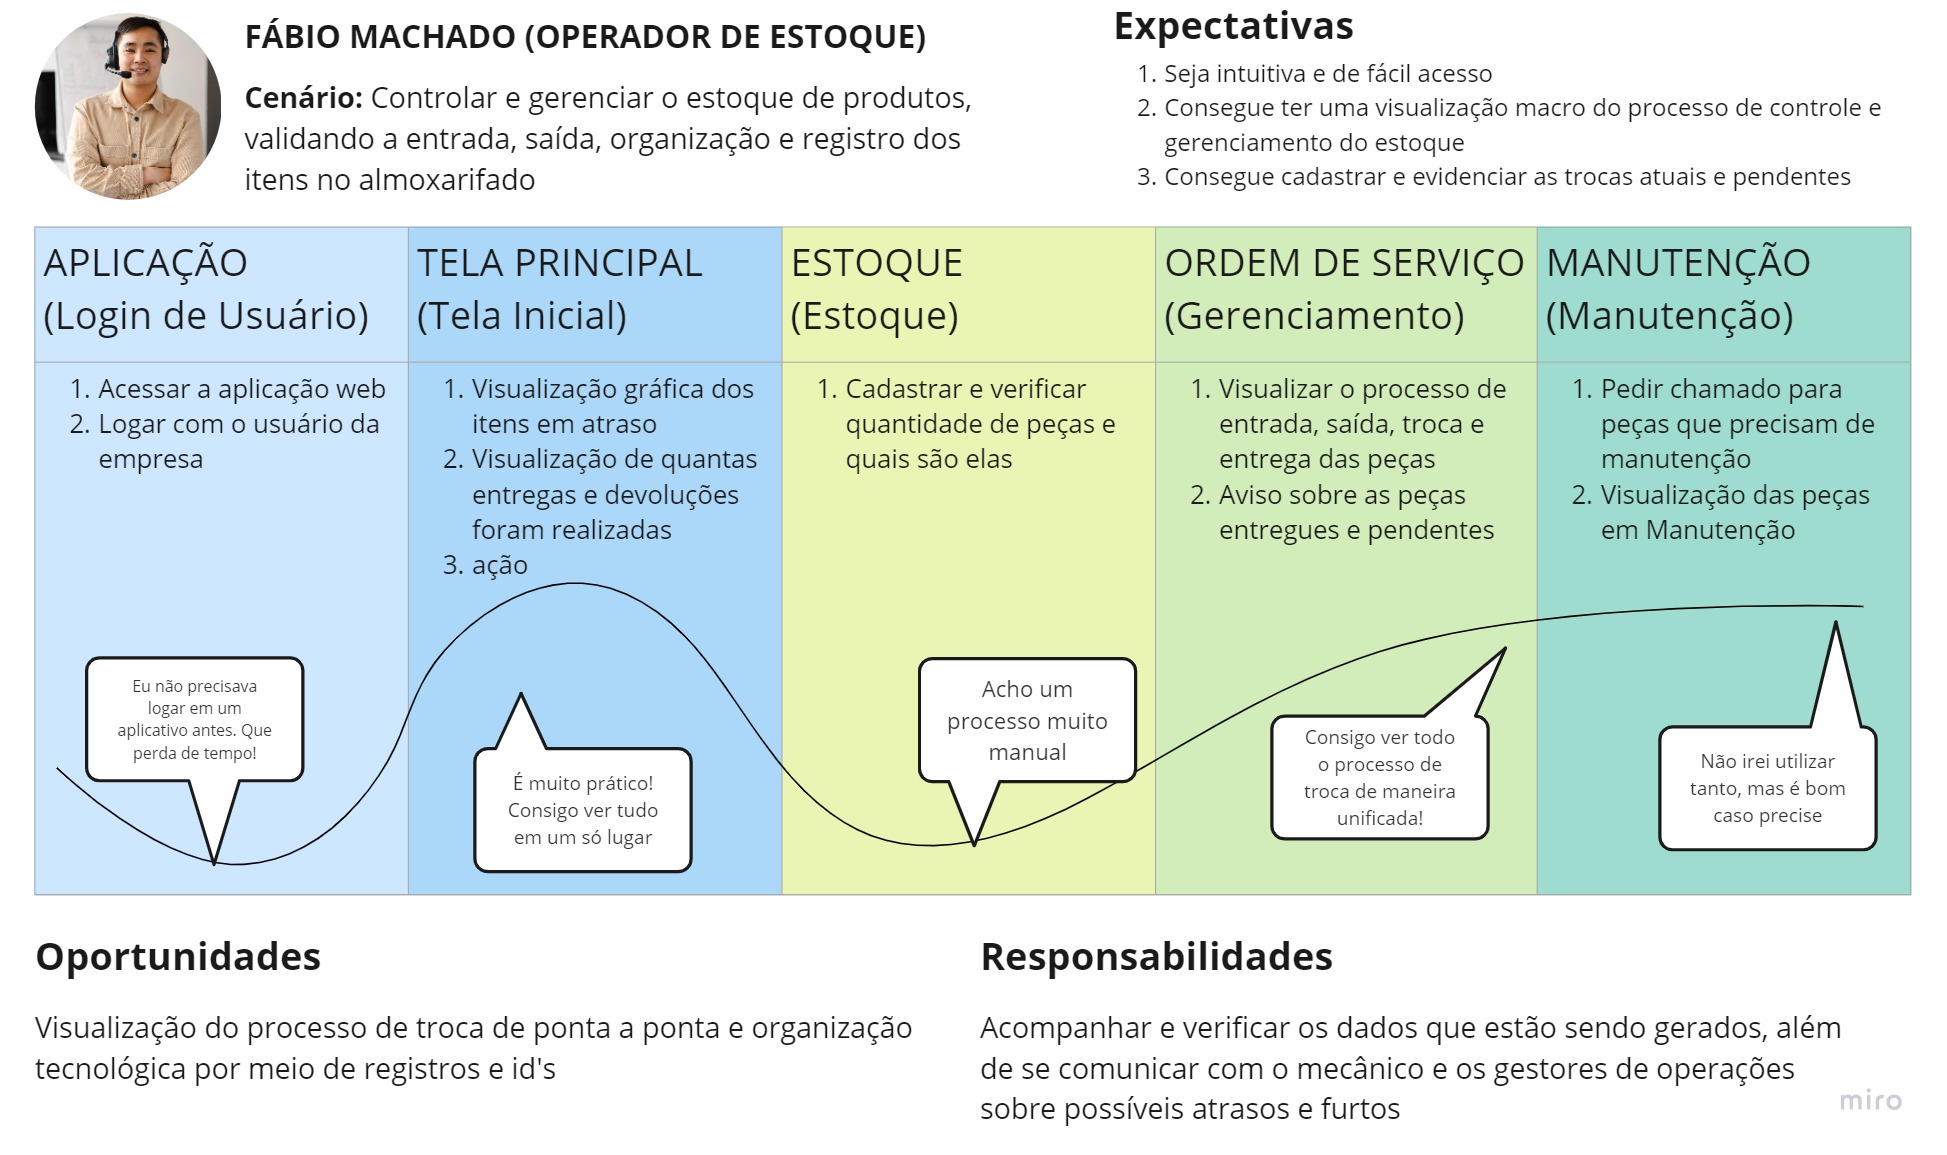 FÁBIO MACHADO (OPERADOR DE ESTOQUE)
Cenário: Controlar e gerenciar o estoque de produtos,
validando a entrada, saída, organização e registro dos
itens no almoxarifado
Expectativas
1. Seja intuitiva e de fácil acesso
2. Consegue ter uma visualização macro do processo de controle e
gerenciamento do estoque
3. Consegue cadastrar e evidenciar as trocas atuais e pendentes
APLICAÇÃO
(Login de Usuário)
1. Acessar a aplicação web
2. Logar com o usuário da
empresa
Eu não precisava
logar em um
aplicativo antes. Que
perda de tempo!
TELA PRINCIPAL
(Tela Inicial)
1. Visualização gráfica dos
itens em atraso
2. Visualização de quantas
entregas e devoluções
foram realizadas
3. ação
É muito prático!
Consigo ver tudo
em um só lugar
ESTOQUE
(Estoque)
1. Cadastrar e verificar
quantidade de peças e
quais são elas
Acho um
processo muito
manual
ORDEM DE SERVIÇO
(Gerenciamento)
1. Visualizar o processo de
entrada, saída, troca e
entrega das peças
2. Aviso sobre as peças
entregues e pendentes
Consigo ver todo
o processo de
troca de maneira
unificada!
MANUTENÇÃO
(Manutenção)
1. Pedir chamado para
peças que precisam de
manutenção
2. Visualização das peças
em Manutenção
Não irei utilizar
tanto, mas é bom
caso precise
Oportunidades
Visualização do processo de troca de ponta a ponta e organização
tecnológica por meio de registros e id's
Responsabilidades
Acompanhar e verificar os dados que estão sendo gerados, além
de se comunicar com o mecânico e os gestores de operações
sobre possíveis atrasos e furtos
miro